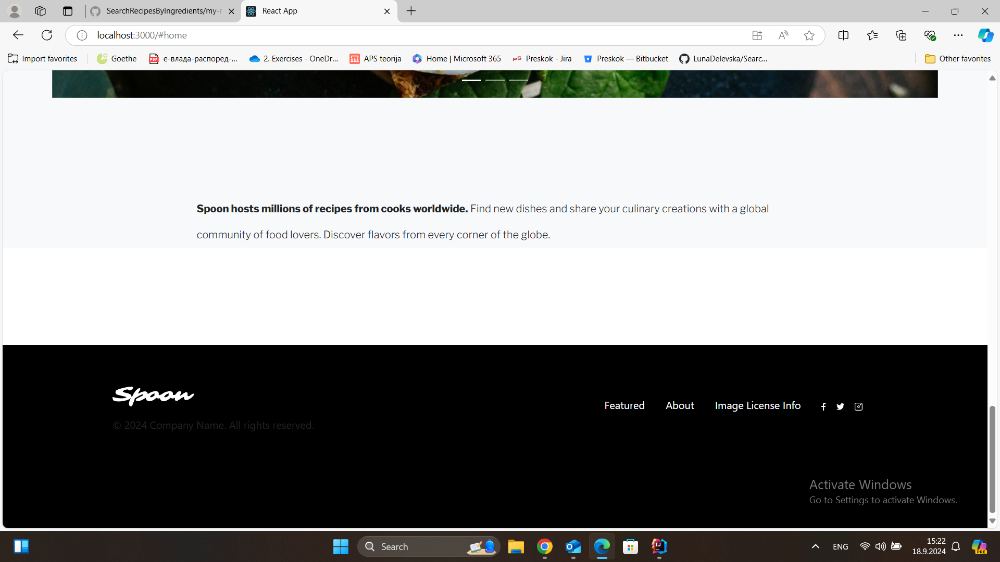 SearchRecipesByIngredients/my-r
React App
localhost:3000/#home
Import favorites
Goethe
PDF
е-влада-распоред-...
2. Exercises - OneDr...
APS teorija
Home | Microsoft 365
PS
Preskok - Jira
Preskok — Bitbucket
LunaDelevska/Searc...
Other favorites
Spoon hosts millions of recipes from cooks worldwide. Find new dishes and share your culinary creations with a global
community of food lovers. Discover flavors from every corner of the globe.
Spoon
Featured
About
Image License Info
© 2024 Company Name. All rights reserved.
Activate Windows
Go to Settings to activate Windows.
Search
IJ
ENG
15:22
18.9.2024
PRE